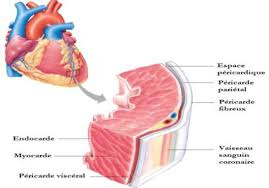 Espace
péricardique
Péricarde
pariétal
Péricarde
fibreux
Vaisseau
sanguin
coronaire
Endocarde
Myocarde
Péricarde viscéral